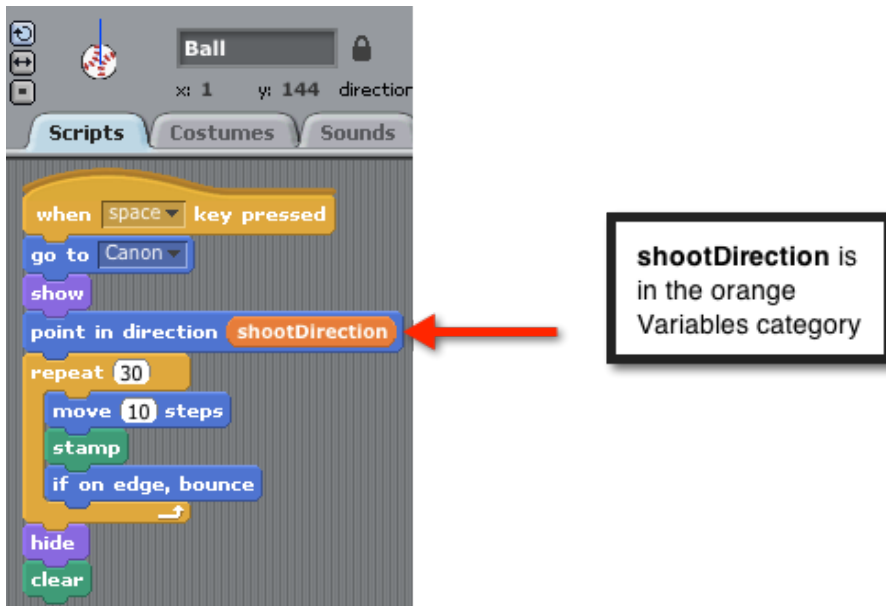 Ball
x: 1 y: 144 direction
Scripts Costumes Sounds
when space key pressed
go to Canon
show
point in direction shootDirection
repeat 30
move 10 steps
stamp
if on edge, bounce
hide
clear
shootDirection is
in the orange
Variables category